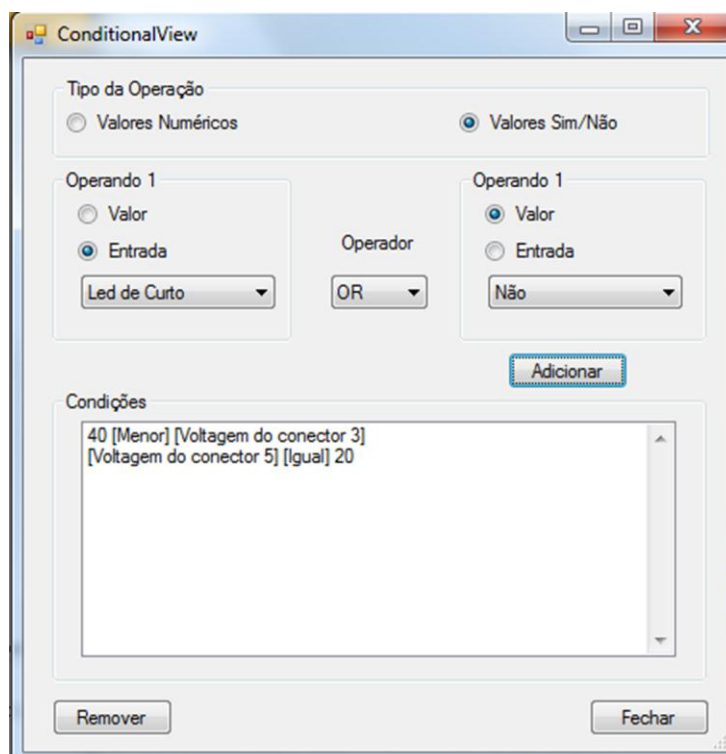 ConditionalView
Tipo da Operação
Valores Numéricos
Valores Sim/Não
Operando 1
Valor
Entrada
Led de Curto
Operador
OR
Operando 1
Valor
Entrada
Não
Adicionar
Condições
40 [Menor] [Voltagem do conector 3]
[Voltagem do conector 5] [Igual] 20
Remover
Fechar